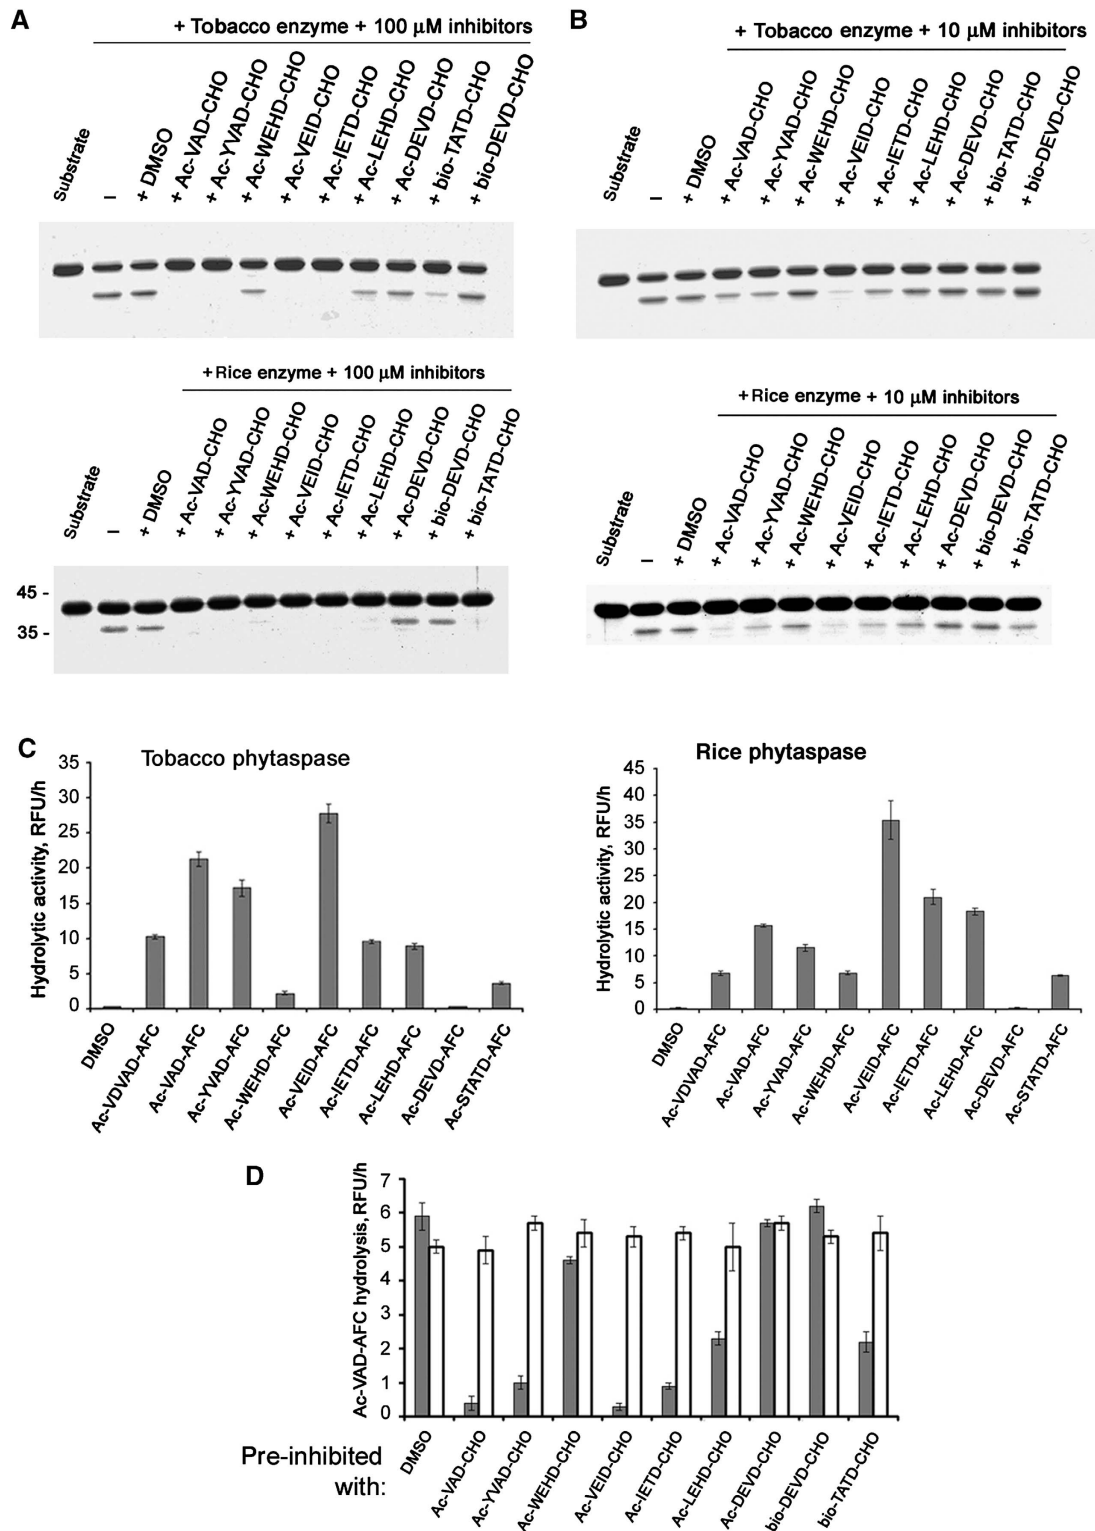 A
+ Tobacco enzyme + 100 µM inhibitors
Substrate
–
+ DMSO
+ Ac-VAD-CHO
+ Ac-YVAD-CHO
+ Ac-WEHD-CHO
+ Ac-VEID-CHO
+ Ac-IETD-CHO
+ Ac-LEHD-CHO
+ Ac-DEVD-CHO
+ bio-TATD-CHO
+ bio-DEVD-CHO
+Rice enzyme + 100 µM inhibitors
Substrate
–
+ DMSO
+ Ac-VAD-CHO
+ Ac-YVAD-CHO
+ Ac-WEHD-CHO
+ Ac-VEID-CHO
+ Ac-IETD-CHO
+ Ac-LEHD-CHO
+ Ac-DEVD-CHO
+ bio-DEVD-CHO
+ bio-TATD-CHO
45 -
35 -
B
+ Tobacco enzyme + 10 µM inhibitors
Substrate
–
+ DMSO
+ Ac-VAD-CHO
+ Ac-YVAD-CHO
+ Ac-WEHD-CHO
+ Ac-VEID-CHO
+ Ac-IETD-CHO
+ Ac-LEHD-CHO
+ Ac-DEVD-CHO
+ bio-TATD-CHO
+ bio-DEVD-CHO
+Rice enzyme + 10 µM inhibitors
Substrate
–
+ DMSO
+ Ac-VAD-CHO
+ Ac-YVAD-CHO
+ Ac-WEHD-CHO
+ Ac-VEID-CHO
+ Ac-IETD-CHO
+ Ac-LEHD-CHO
+ Ac-DEVD-CHO
+ bio-DEVD-CHO
+ bio-TATD-CHO
C
Tobacco phytaspase
Hydrolytic activity, RFU/h
35
30
25
20
15
10
5
0
DMSO
Ac-VDVAD-AFC
Ac-VAD-AFC
Ac-YVAD-AFC
Ac-WEHD-AFC
Ac-VEID-AFC
Ac-IETD-AFC
Ac-LEHD-AFC
Ac-DEVD-AFC
Ac-STATD-AFC
Rice phytaspase
Hydrolytic activity, RFU/h
45
40
35
30
25
20
15
10
5
0
DMSO
Ac-VDVAD-AFC
Ac-VAD-AFC
Ac-YVAD-AFC
Ac-WEHD-AFC
Ac-VEID-AFC
Ac-IETD-AFC
Ac-LEHD-AFC
Ac-DEVD-AFC
Ac-STATD-AFC
D
Ac-VAD-AFC hydrolysis, RFU/h
7
6
5
4
3
2
1
0
Pre-inhibited
with:
DMSO
Ac-VAD-CHO
Ac-YVAD-CHO
Ac-WEHD-CHO
Ac-VEID-CHO
Ac-IETD-CHO
Ac-LEHD-CHO
Ac-DEVD-CHO
bio-DEVD-CHO
bio-TATD-CHO